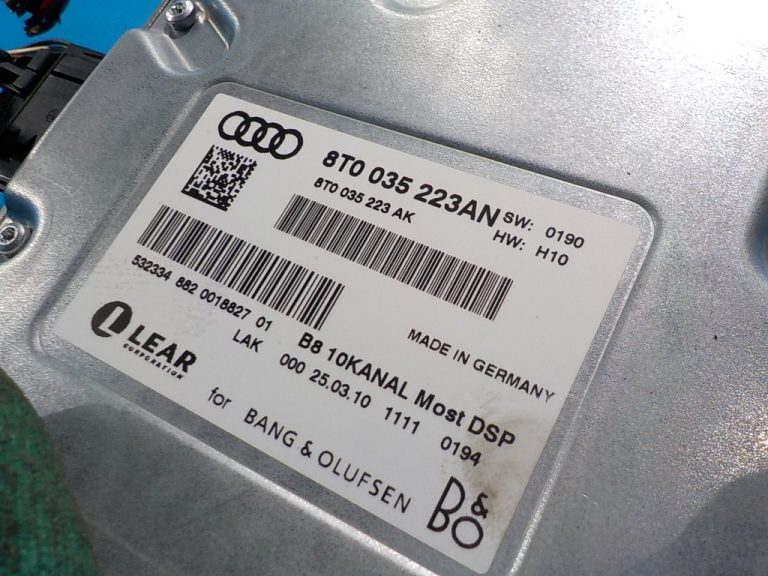 8T0 035 223AN SW: 0190
8T0 035 223 AK HW: H10
532334 882 0018827 01
MADE IN GERMANY
LAK B8 10KANAL Most DSP
000 25.03.10 1111 0194
L LEAR
CORPORATION
for BANG & OLUFSEN
B&O